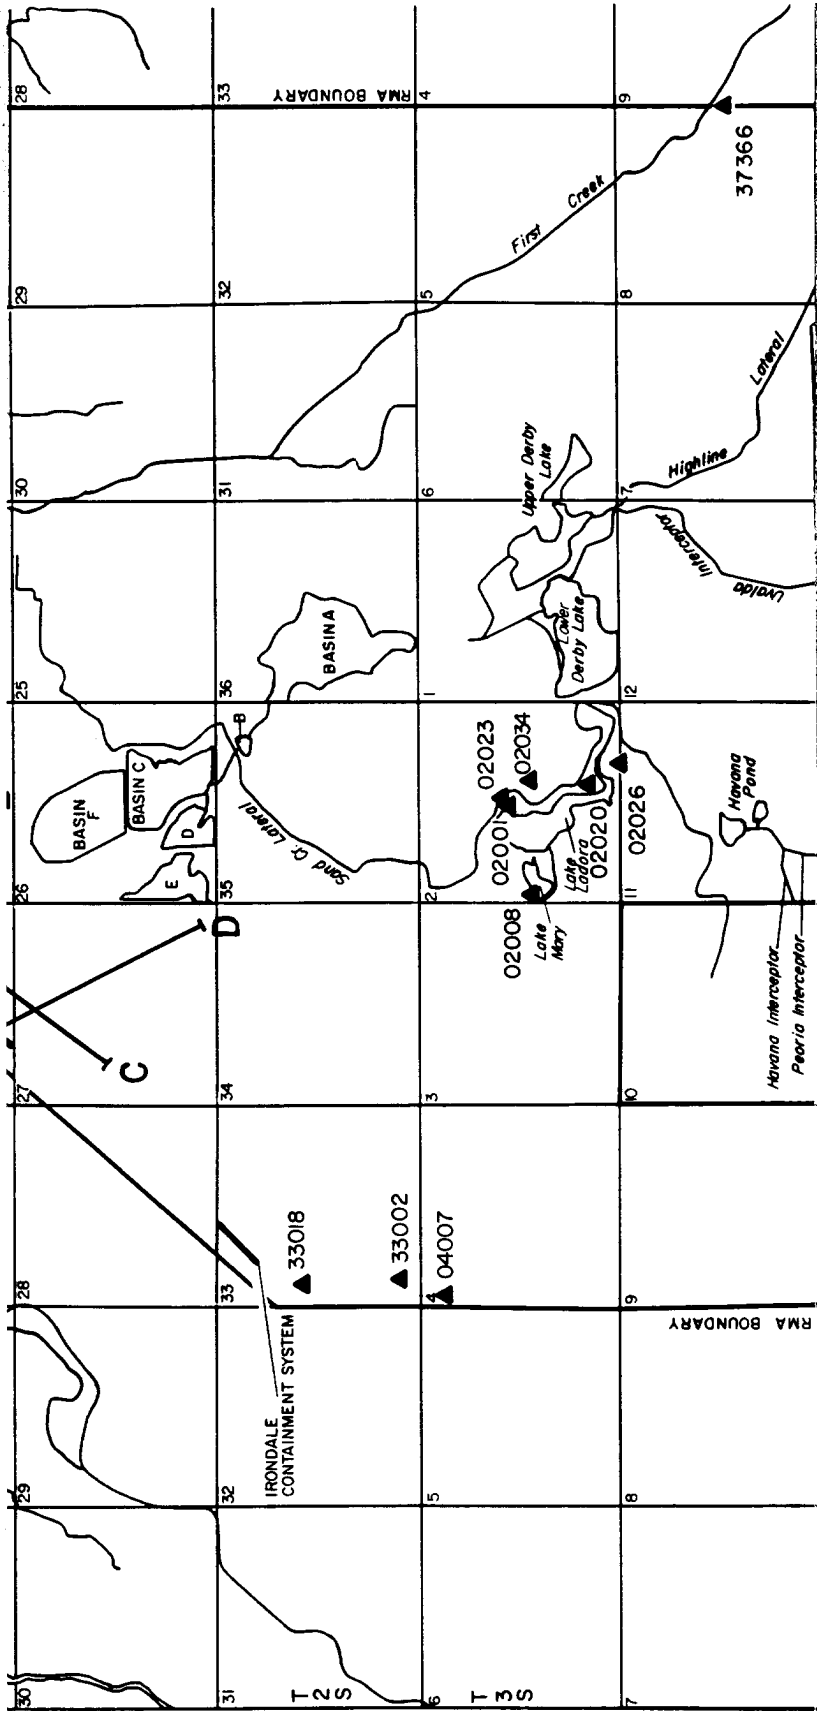 28
33
RMA BOUNDARY
4
9
37366
First Creek
29
32
5
8
Highline Lateral
Upper Derby
Lake
30
31
6
7
Uvalda Interceptor
BASIN A
Lower
Derby Lake
25
36
1
12
B
BASIN
F
BASIN C
D
E
Sand Cr. Lateral
02023
02034
02001
02020
02026
Lake
Ladora
Havana
Pond
26
35
2
11
02008
Lake
Mary
D
C
Havana Interceptor
Peoria Interceptor
27
34
3
10
33018
33002
04007
28
33
4
9
RMA BOUNDARY
IRONDALE
CONTAINMENT SYSTEM
29
32
5
8
30
31
T
2
S
6
T
3
S
7